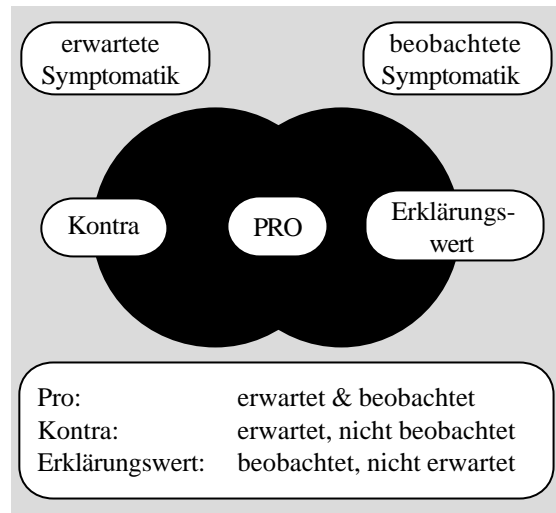 erwartete
Symptomatik
beobachtete
Symptomatik
Kontra
PRO
Erklärungs-
wert
Pro: erwartet & beobachtet
Kontra: erwartet, nicht beobachtet
Erklärungswert: beobachtet, nicht erwartet